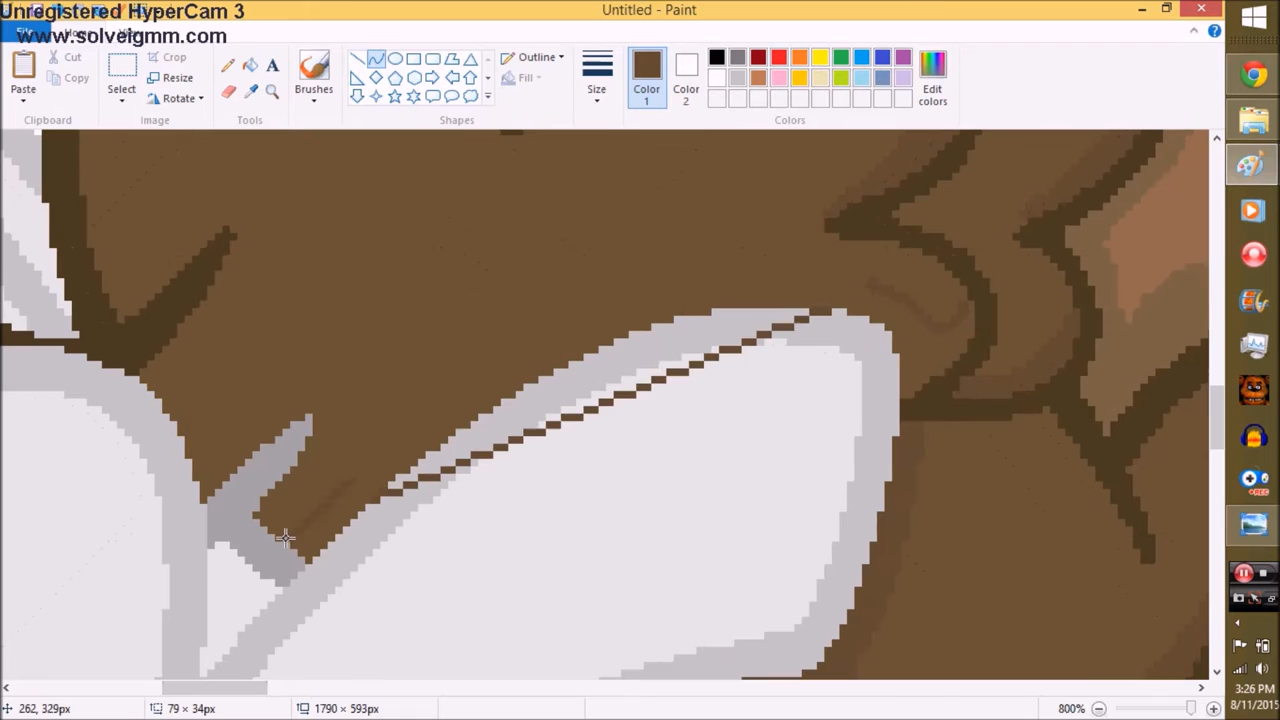 Unregistered HyperCam 3
www.solveigmm.com
Untitled - Paint
File
Paste
Cut
Copy
Clipboard
Select
Crop
Resize
Rotate
Image
Tools
Brushes
Shapes
Outline
Fill
Size
Color 1
Color 2
Colors
Edit colors
+REC
262, 329px
79 × 34px
1790 × 593px
800%
3:26 PM
8/11/2015